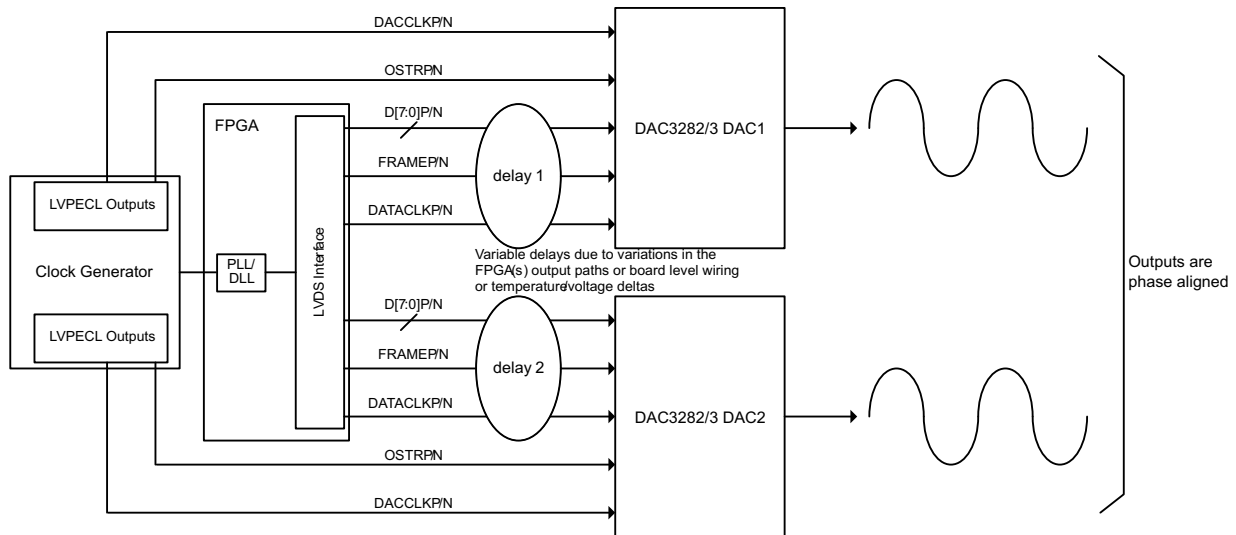 DACCLKP/N
OSTRP/N
D[7:0]P/N
FPGA
DAC3282/3 DAC1
FRAMEP/N
delay 1
LVPECL Outputs
DATACLKP/N
Variable delays due to variations in the
FPGA(s) output paths or board level wiring
or temperature/voltage deltas
Clock Generator
PLL/
DLL
LVDS Interface
Outputs are
phase aligned
D[7:0]P/N
LVPECL Outputs
FRAMEP/N
delay 2
DATACLKP/N
DAC3282/3 DAC2
OSTRP/N
DACCLKP/N